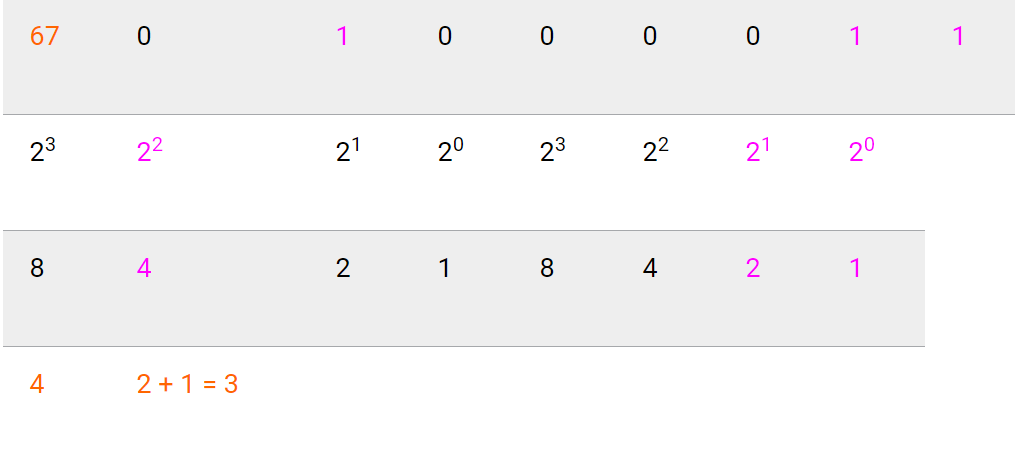 67 0 1 0 0 0 0 1 1
2³ 2² 2¹ 2⁰ 2³ 2² 2¹ 2⁰
8 4 2 1 8 4 2 1
4 2 + 1 = 3